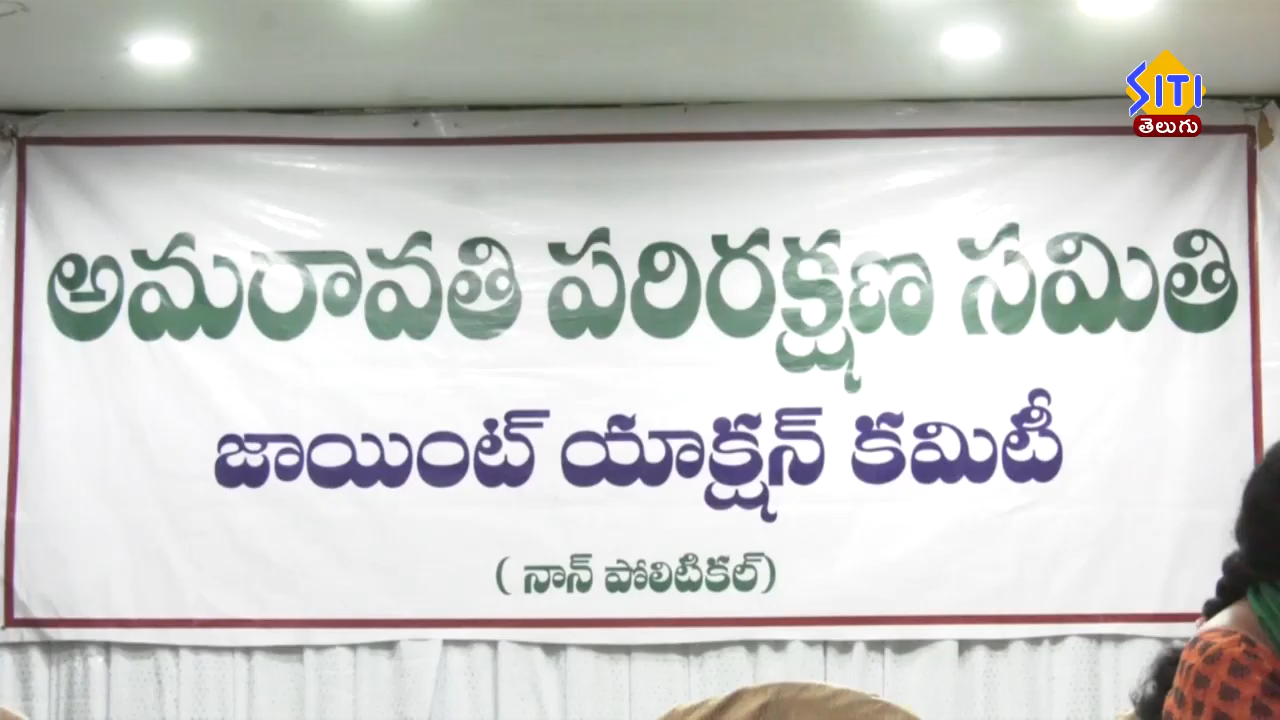 SITI
తెలుగు
అమరావతి పరిరక్షణ సమితి
జాయింట్ యాక్షన్ కమిటీ
( నాన్ పోలిటికల్)